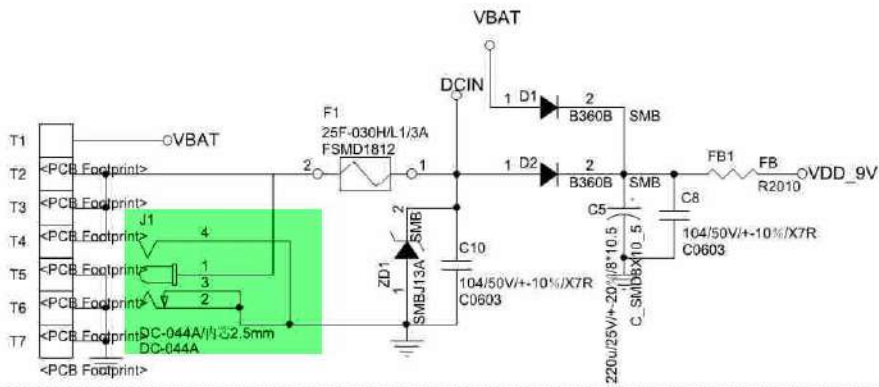 VBAT
DCIN
1 D1 2
B360B SMB
F1
25F-030H/L1/3A
FSMD1812
2 1
1 D2 2
B360B SMB
FB1 FB
R2010
VDD_9V
T1 VBAT
<PCB Footprint>
T2
<PCB Footprint>
T3
<PCB Footprint>
T4
<PCB Footprint>
T5
<PCB Footprint>
T6
<PCB Footprint>
T7
<PCB Footprint>
J1
4
1
3
2
DC-044A/内芯2.5mm
DC-044A
2
SMB
ZD1
1
SMBJ13A
C10
104/50V/+-10%/X7R
C0603
C5
220u/25V/+-20%/8*10.5
C_SMD8X10_5
C8
104/50V/+-10%/X7R
C0603